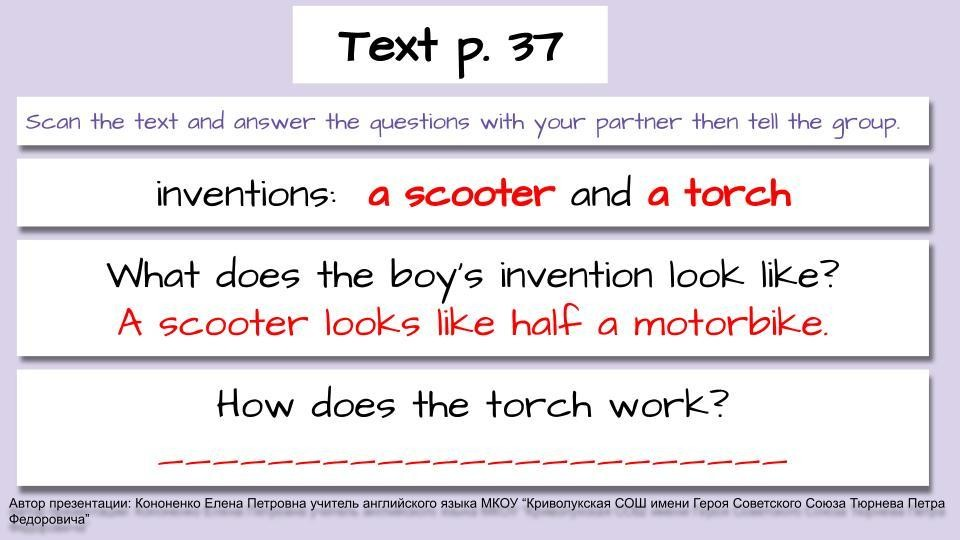 Text p. 37
Scan the text and answer the questions with your partner then tell the group.
inventions: a scooter and a torch
What does the boy's invention look like?
A scooter looks like half a motorbike.
How does the torch work?
_______________________
Автор презентации: Кононенко Елена Петровна учитель английского языка МКОУ “Криволукская СОШ имени Героя Советского Союза Тюрнева Петра
Федоровича”